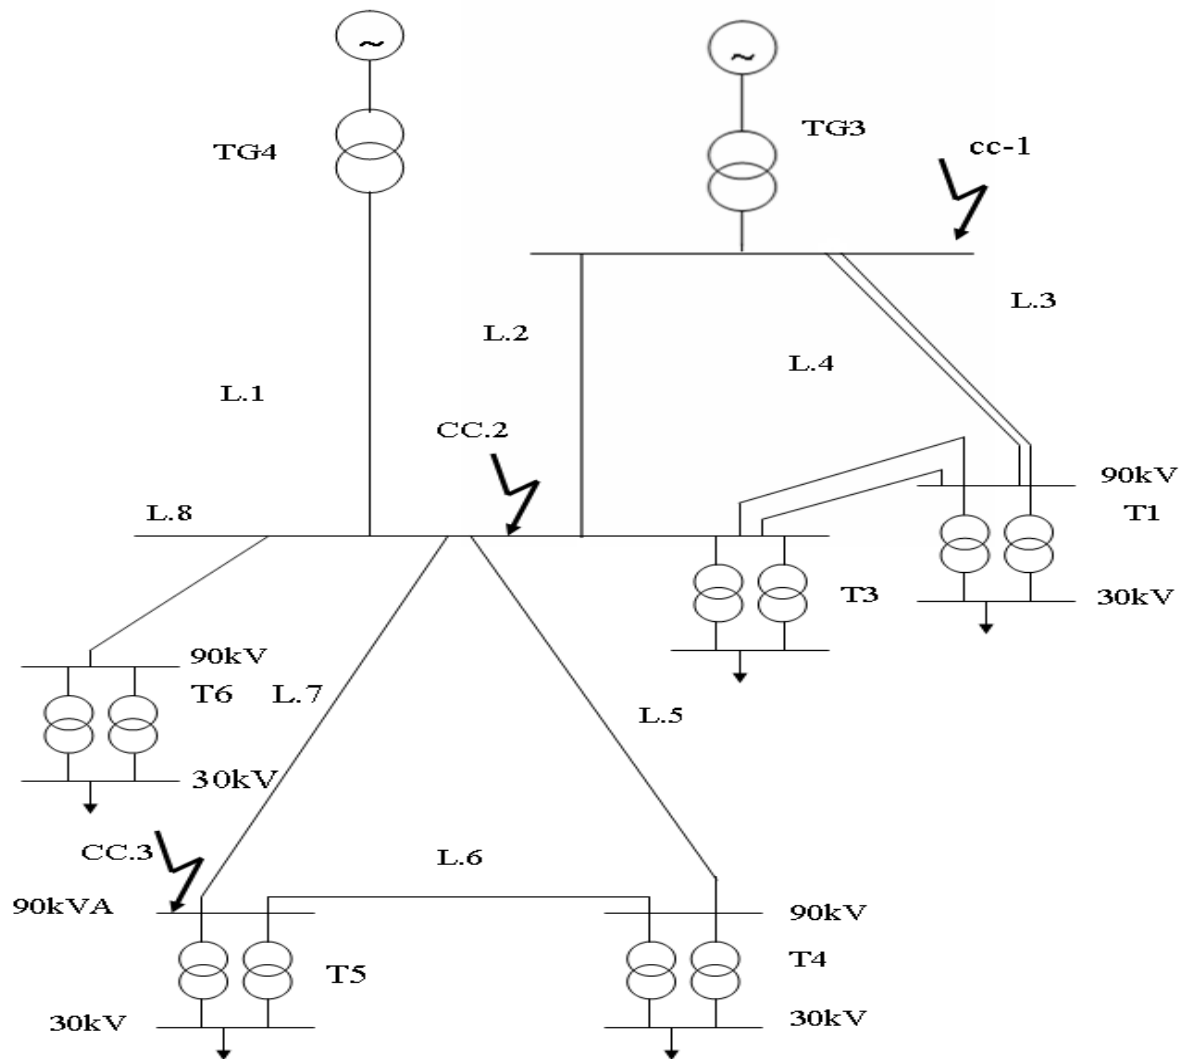 TG4
TG3
cc-1
L.3
L.2
L.4
L.1
CC.2
90kV
L.8
T1
T3
30kV
90kV
T6
L.7
L.5
30kV
CC.3
L.6
90kVA
90kV
T5
T4
30kV
30kV